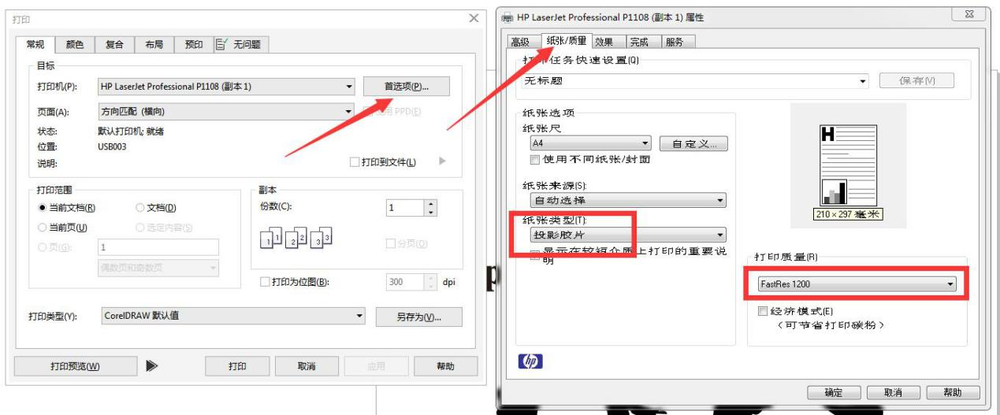 打印
常规 颜色 复合 布局 预印 无问题
目标
打印机(P): HP LaserJet Professional P1108 (副本 1) 首选项(P)...
页面(A): 方向匹配 (横向) 使用 PPD(E)
状态: 默认打印机; 就绪
位置: USB003
说明: 打印到文件(L)
打印范围
当前文档(R) 文档(D)
当前页(U) 选定内容(S)
页(G): 1
偶数页和奇数页
副本
份数(C): 1
1 1 2 2 3 3
分页(O)
打印为位图(B): 300 dpi
打印类型(Y): CorelDRAW 默认值 另存为(V)...
打印预览(W) 打印 取消 应用 帮助
HP LaserJet Professional P1108 (副本 1) 属性
高级 纸张/质量 效果 完成 服务
打印任务快速设置(Q)
无标题 保存(V)
纸张选项
纸张尺
A4 自定义...
使用不同纸张/封面
纸张来源(S):
自动选择
纸张类型(T):
投影胶片
显示在较短介质上打印的重要说
明
H
210 × 297 毫米
打印质量(R)
FastRes 1200
经济模式(E)
(可节省打印碳粉)
hp
确定 取消 帮助
p